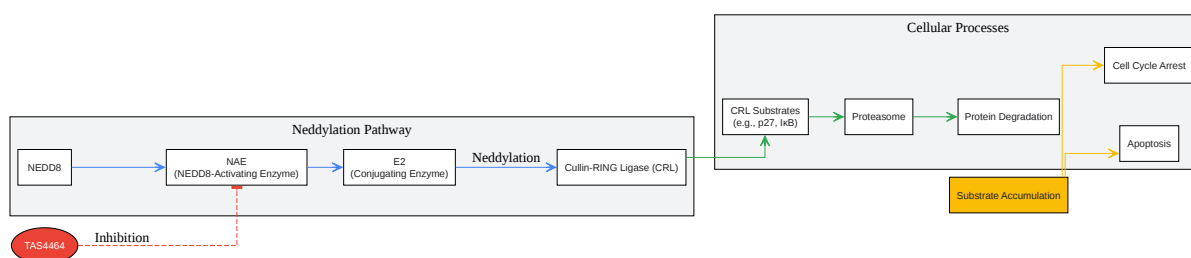 Cellular Processes
Cell Cycle Arrest
CRL Substrates
(e.g., p27, IκB)
Proteasome
Protein Degradation
Apoptosis
Substrate Accumulation
Neddylation Pathway
NEDD8
NAE
(NEDD8-Activating Enzyme)
E2
(Conjugating Enzyme)
Neddylation
Cullin-RING Ligase (CRL)
TAS4464
Inhibition